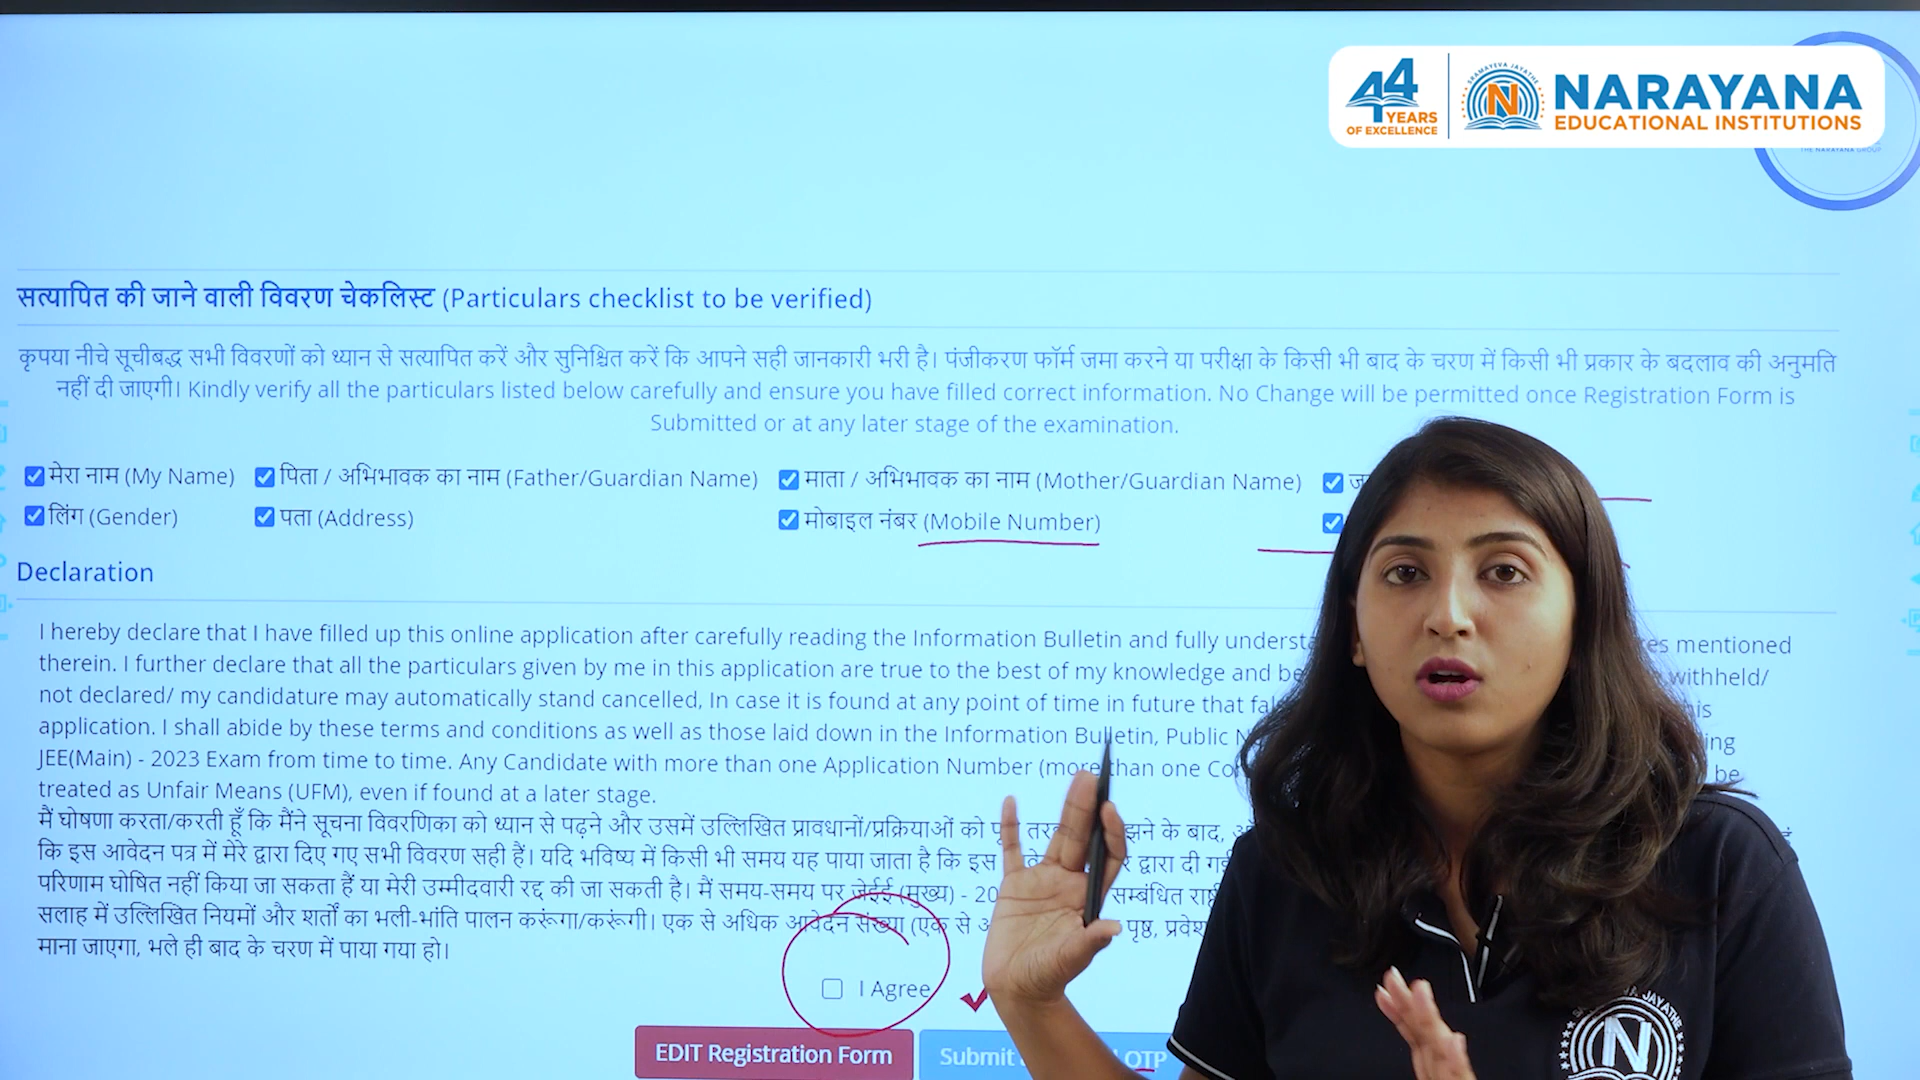 44 YEARS
OF EXCELLENCE
SRAMAYEVA JAYATHE
N
NARAYANA
EDUCATIONAL INSTITUTIONS
THE NARAYANA GROUP
सत्यापित की जाने वाली विवरण चेकलिस्ट (Particulars checklist to be verified)
कृपया नीचे सूचीबद्ध सभी विवरणों को ध्यान से सत्यापित करें और सुनिश्चित करें कि आपने सही जानकारी भरी है। पंजीकरण फॉर्म जमा करने या परीक्षा के किसी भी बाद के चरण में किसी भी प्रकार के बदलाव की अनुमति
नहीं दी जाएगी। Kindly verify all the particulars listed below carefully and ensure you have filled correct information. No Change will be permitted once Registration Form is
Submitted or at any later stage of the examination.
मेरा नाम (My Name) पिता / अभिभावक का नाम (Father/Guardian Name) माता / अभिभावक का नाम (Mother/Guardian Name)
लिंग (Gender) पता (Address) मोबाइल नंबर (Mobile Number)
Declaration
I hereby declare that I have filled up this online application after carefully reading the Information Bulletin and fully mentioned
therein. I further declare that all the particulars given by me in this application are true to the best of my knowledge and withheld/
not declared/ my candidature may automatically stand cancelled, In case it is found at any point of time in future that
application. I shall abide by these terms and conditions as well as those laid down in the Information Bulletin, Public
JEE(Main) - 2023 Exam from time to time. Any Candidate with more than one Application Number (more than one be
treated as Unfair Means (UFM), even if found at a later stage.
मैं घोषणा करता/करती हूँ कि मैंने सूचना विवरणिका को ध्यान से पढ़ने और उसमें उल्लिखित प्रावधानों/प्रक्रियाओं को के बाद,
कि इस आवेदन पत्र में मेरे द्वारा दिए गए सभी विवरण सही हैं। यदि भविष्य में किसी भी समय यह पाया जाता है कि इस द्वारा दी
परिणाम घोषित नहीं किया जा सकता हैं या मेरी उम्मीदवारी रद्द की जा सकती है। मैं समय-समय पर जेईई (मुख्य) - सम्बंधित
सलाह में उल्लिखित नियमों और शर्तों का भली-भांति पालन करूंगा/करूंगी। एक से अधिक आवेदन संख्या (एक से पृष्ठ,
माना जाएगा, भले ही बाद के चरण में पाया गया हो।
I Agree
EDIT Registration Form Submit OTP
JAYATHE
N